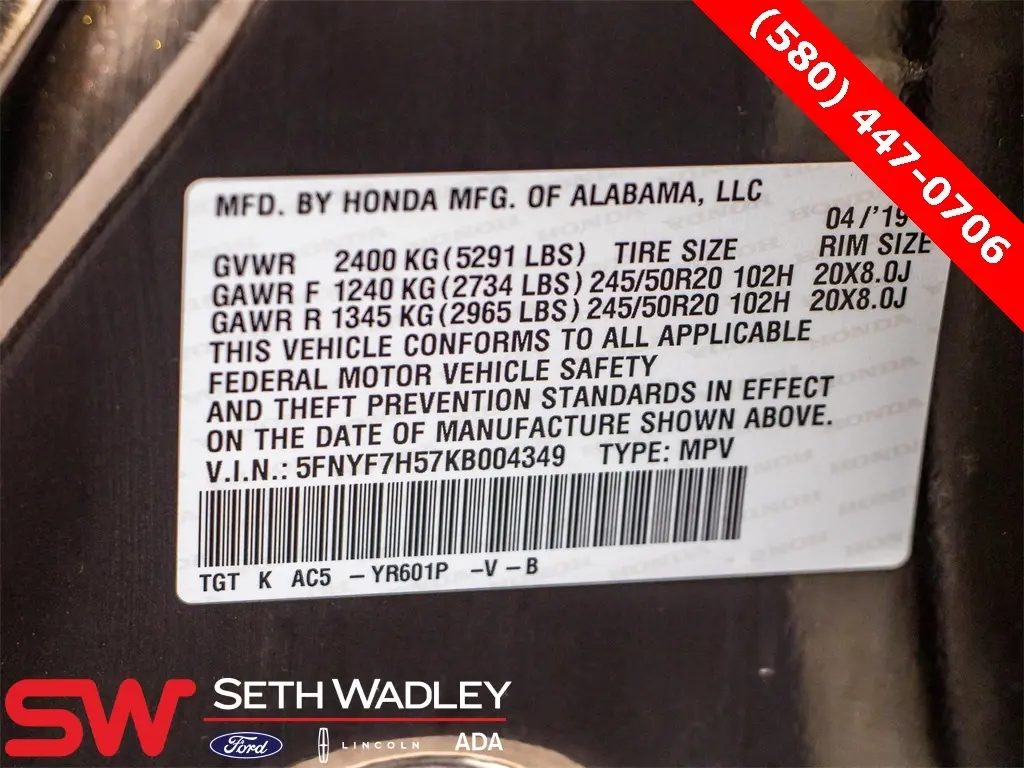 (580) 447-0706
MFD. BY HONDA MFG. OF ALABAMA, LLC
04/'19
GVWR 2400 KG(5291 LBS) TIRE SIZE RIM SIZE
GAWR F 1240 KG(2734 LBS) 245/50R20 102H 20X8.0J
GAWR R 1345 KG(2965 LBS) 245/50R20 102H 20X8.0J
THIS VEHICLE CONFORMS TO ALL APPLICABLE
FEDERAL MOTOR VEHICLE SAFETY
AND THEFT PREVENTION STANDARDS IN EFFECT
ON THE DATE OF MANUFACTURE SHOWN ABOVE.
V.I.N.: 5FNYF7H57KB004349 TYPE: MPV
TGT K AC5 -YR601P -V-B
SW SETH WADLEY
Ford LINCOLN ADA